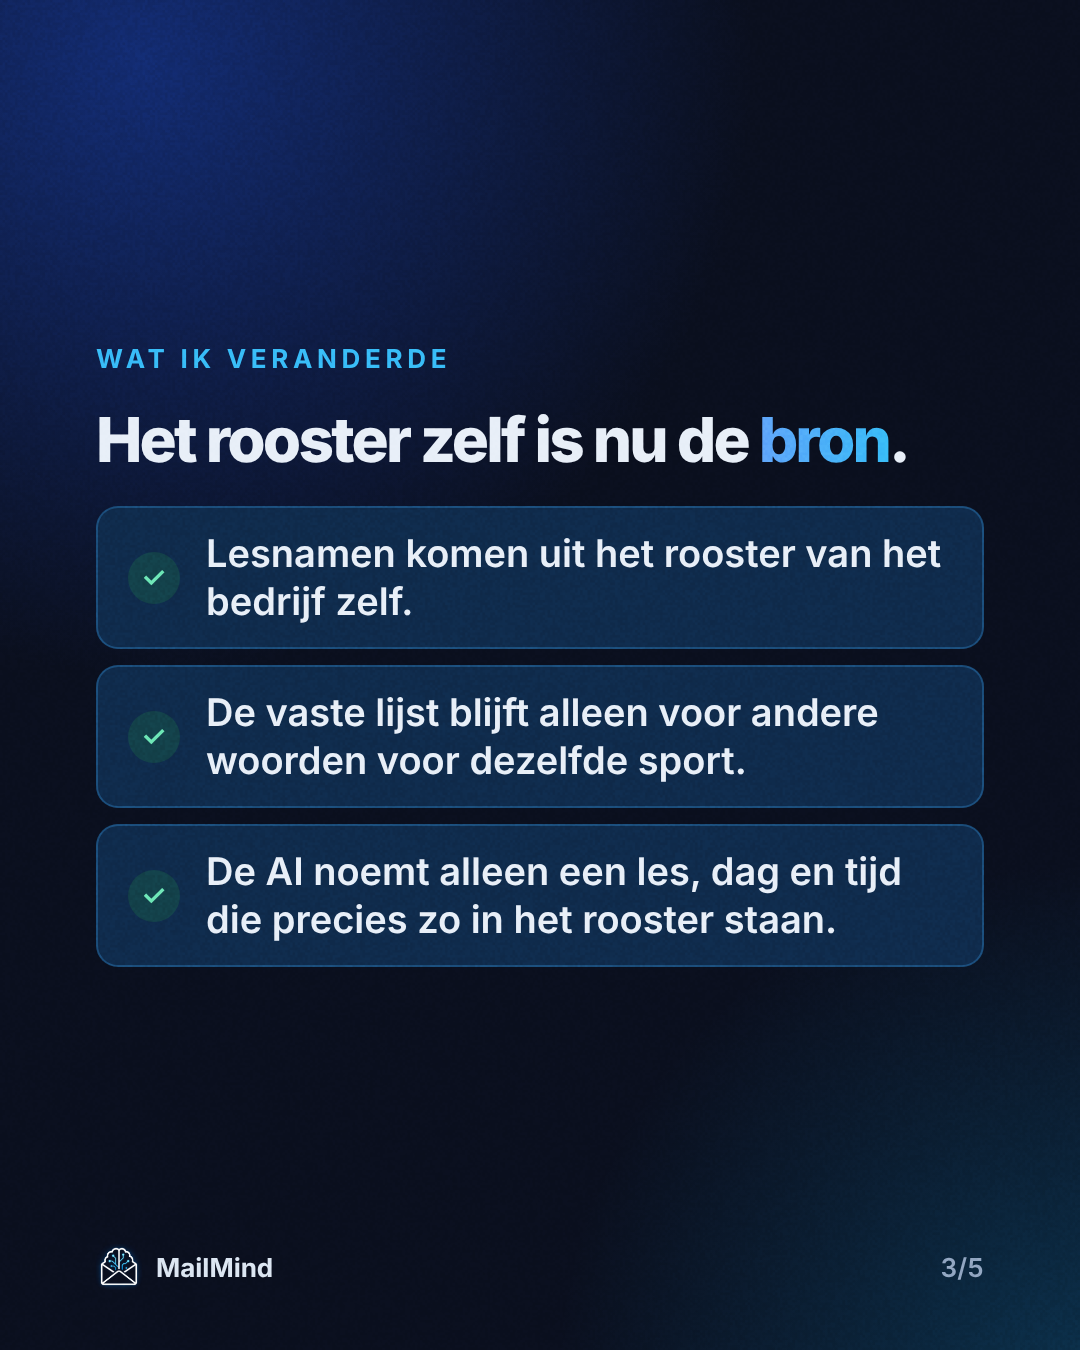 WAT IK VERANDERDE
Het rooster zelf is nu de bron.
Lesnamen komen uit het rooster van het
bedrijf zelf.
De vaste lijst blijft alleen voor andere
woorden voor dezelfde sport.
De AI noemt alleen een les, dag en tijd
die precies zo in het rooster staan.
MailMind
3/5